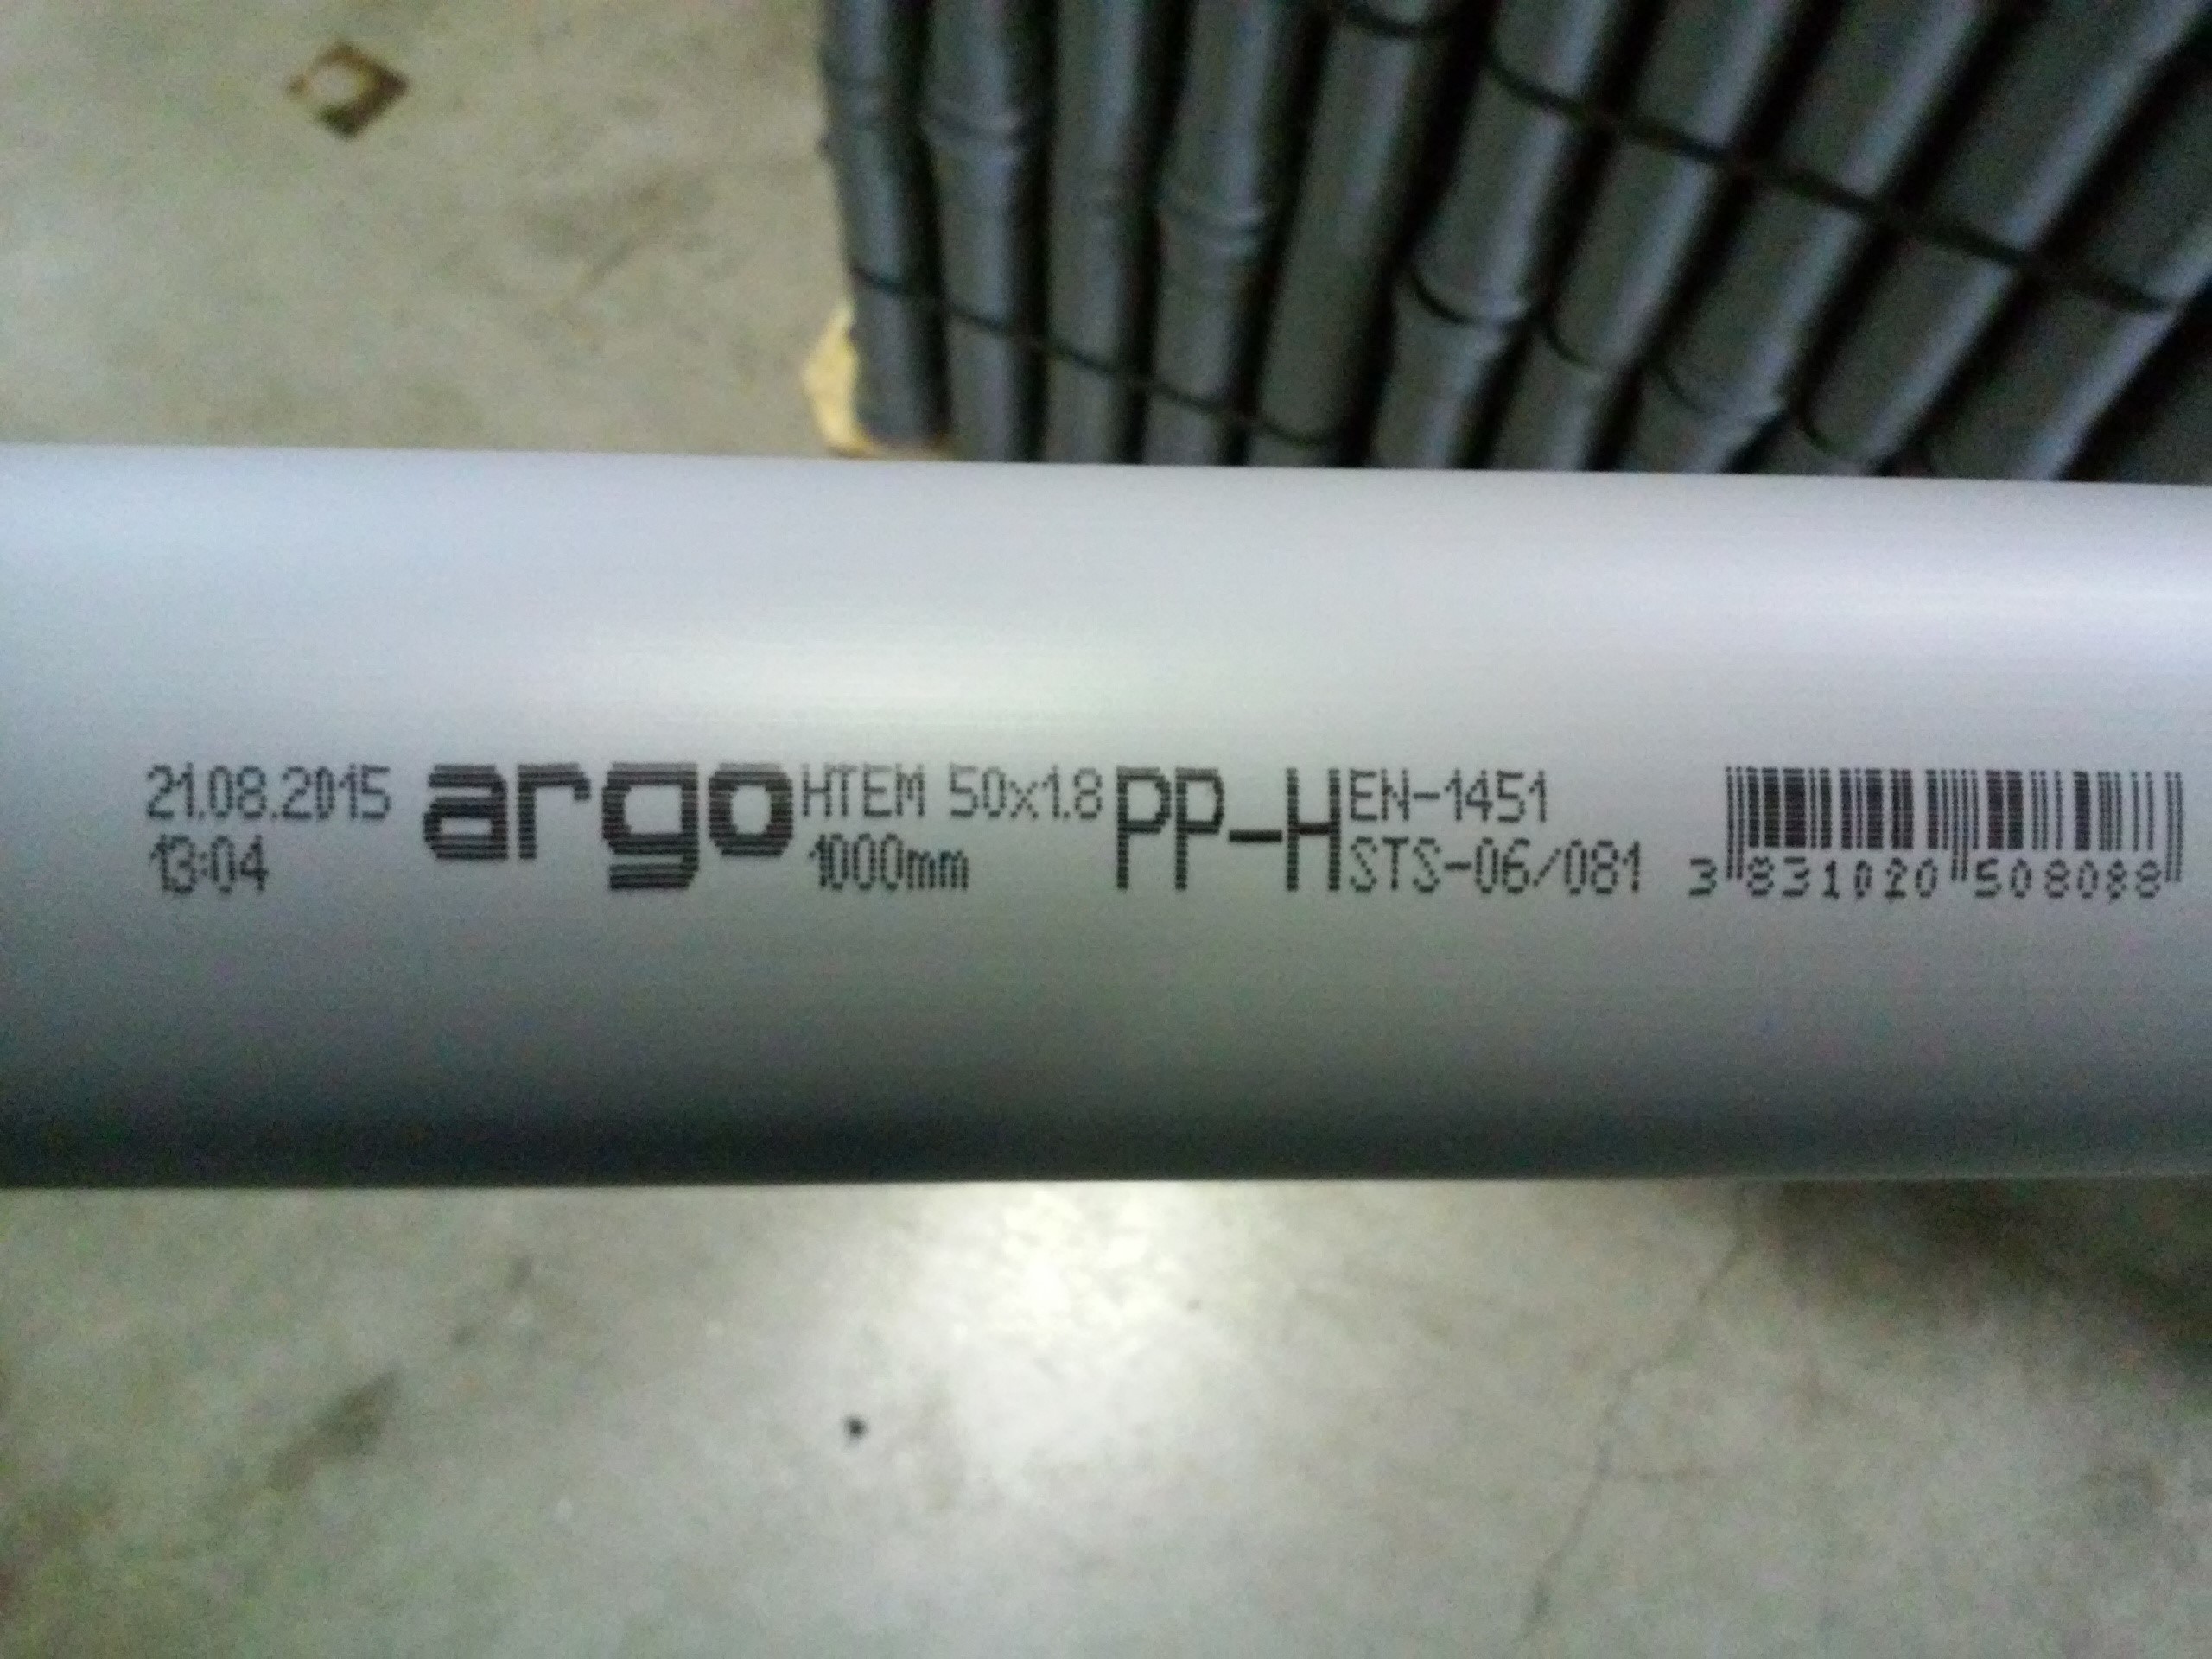 21.08.2015 argo HTEM 50x1.8 PP-H EN-1451
13:04 1000mm STS-06/081
3 831020 508088